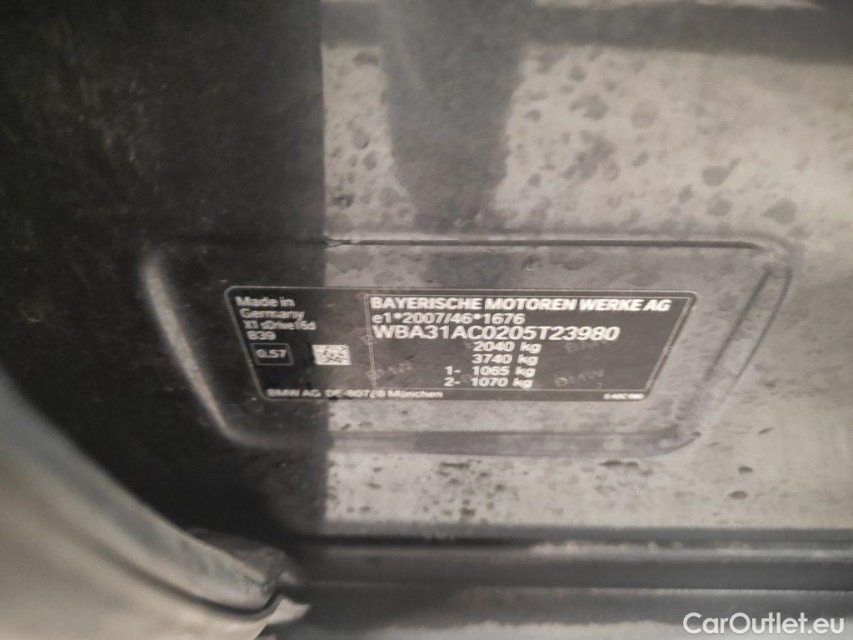 Made in
Germany
X1 sDrive18d
B39
0.57
BAYERISCHE MOTOREN WERKE AG
e1*2007/46*1676
WBA31AC0205T23980
2040 kg
3740 kg
1- 1065 kg
2- 1070 kg
BMW AG DE-80728 München
CarOutlet.eu